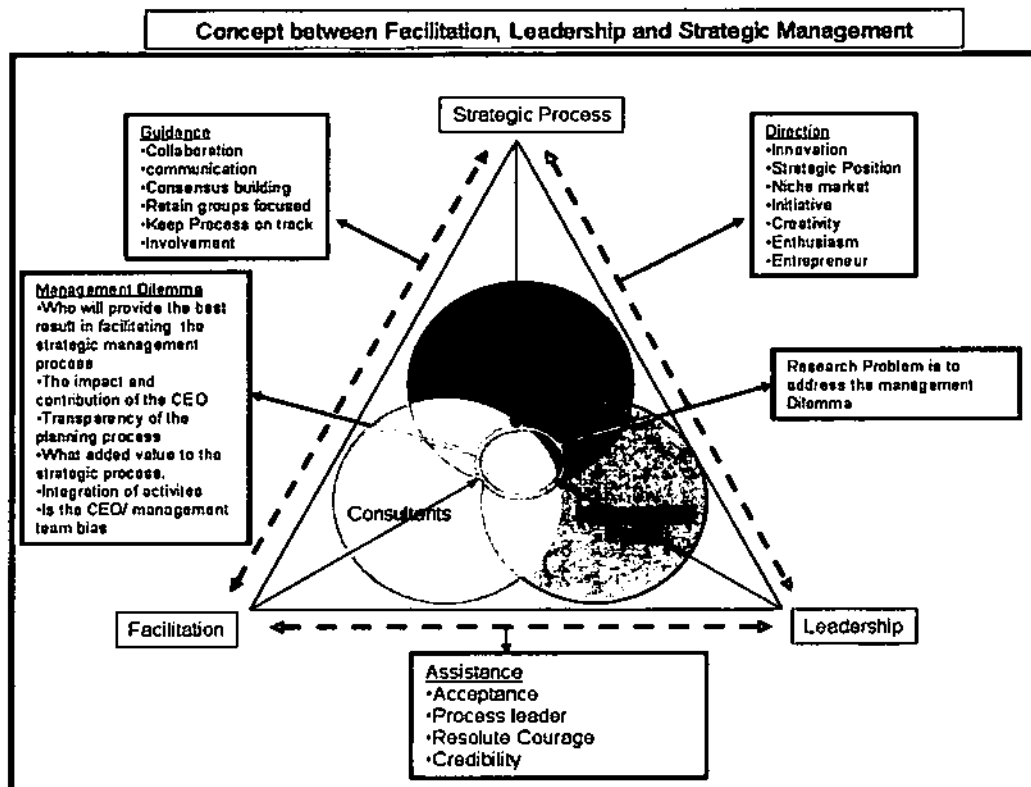 Concept between Facilitation, Leadership and Strategic Management
Strategic Process
Guidance
•Collaboration
•communication
•Consensus building
•Retain groups focused
•Keep Process on track
•Involvement
Direction
•Innovation
•Strategic Position
•Niche market
•Initiative
•Creativity
•Enthusiasm
•Entrepreneur
Management Dilemma
•Who will provide the best
result in facilitating the
strategic management
process
•The impact and
contribution of the CEO
•Transparency of the
planning process
•What added value to the
strategic process.
•Integration of activites
•Is the CEO/ management
team bias
Research Problem is to
address the management
Dilemma
Consultents
Facilitation
Leadership
Assistance
•Acceptance
•Process leader
•Resolute Courage
•Credibility